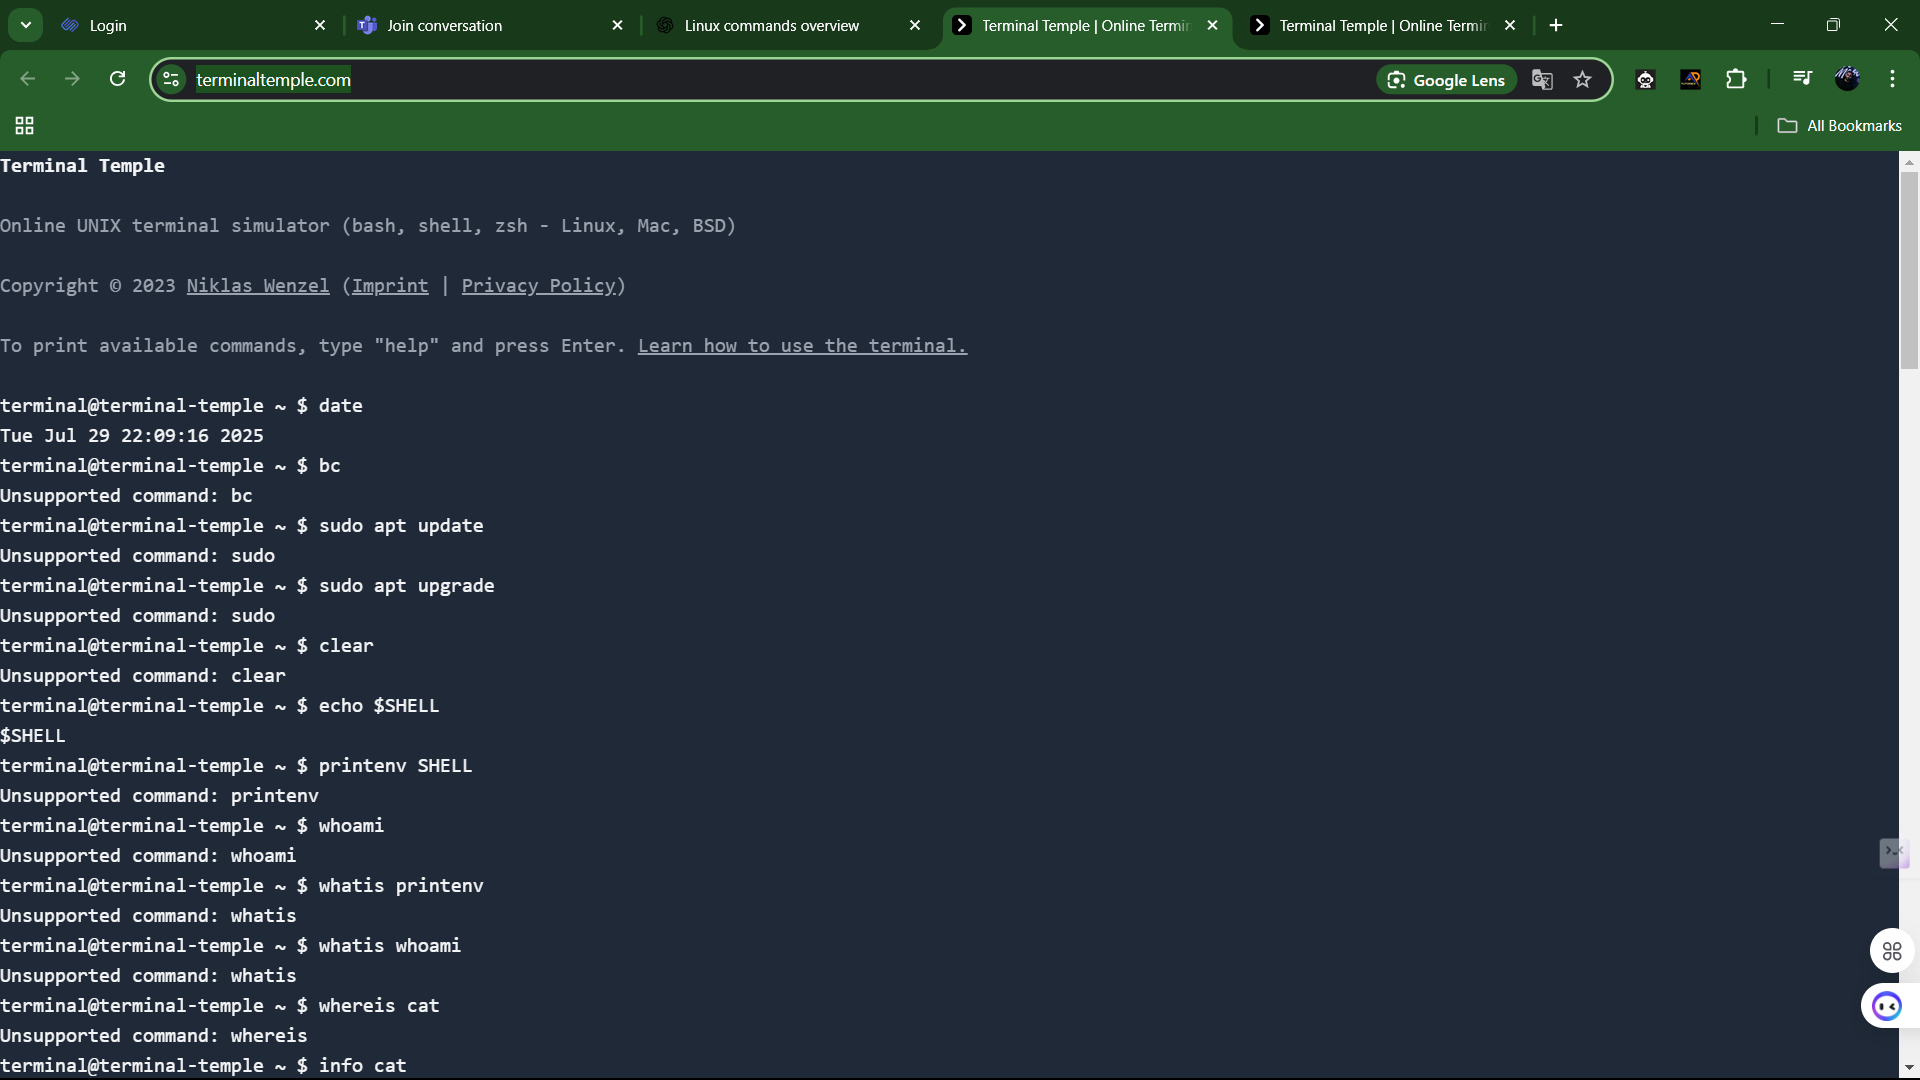 Login
Join conversation
Linux commands overview
Terminal Temple | Online Termin
Terminal Temple | Online Termin
terminaltemple.com
Google Lens
All Bookmarks
Terminal Temple
Online UNIX terminal simulator (bash, shell, zsh - Linux, Mac, BSD)
Copyright © 2023 Niklas Wenzel (Imprint | Privacy Policy)
To print available commands, type "help" and press Enter. Learn how to use the terminal.
terminal@terminal-temple ~ $ date
Tue Jul 29 22:09:16 2025
terminal@terminal-temple ~ $ bc
Unsupported command: bc
terminal@terminal-temple ~ $ sudo apt update
Unsupported command: sudo
terminal@terminal-temple ~ $ sudo apt upgrade
Unsupported command: sudo
terminal@terminal-temple ~ $ clear
Unsupported command: clear
terminal@terminal-temple ~ $ echo $SHELL
$SHELL
terminal@terminal-temple ~ $ printenv SHELL
Unsupported command: printenv
terminal@terminal-temple ~ $ whoami
Unsupported command: whoami
terminal@terminal-temple ~ $ whatis printenv
Unsupported command: whatis
terminal@terminal-temple ~ $ whatis whoami
Unsupported command: whatis
terminal@terminal-temple ~ $ whereis cat
Unsupported command: whereis
terminal@terminal-temple ~ $ info cat